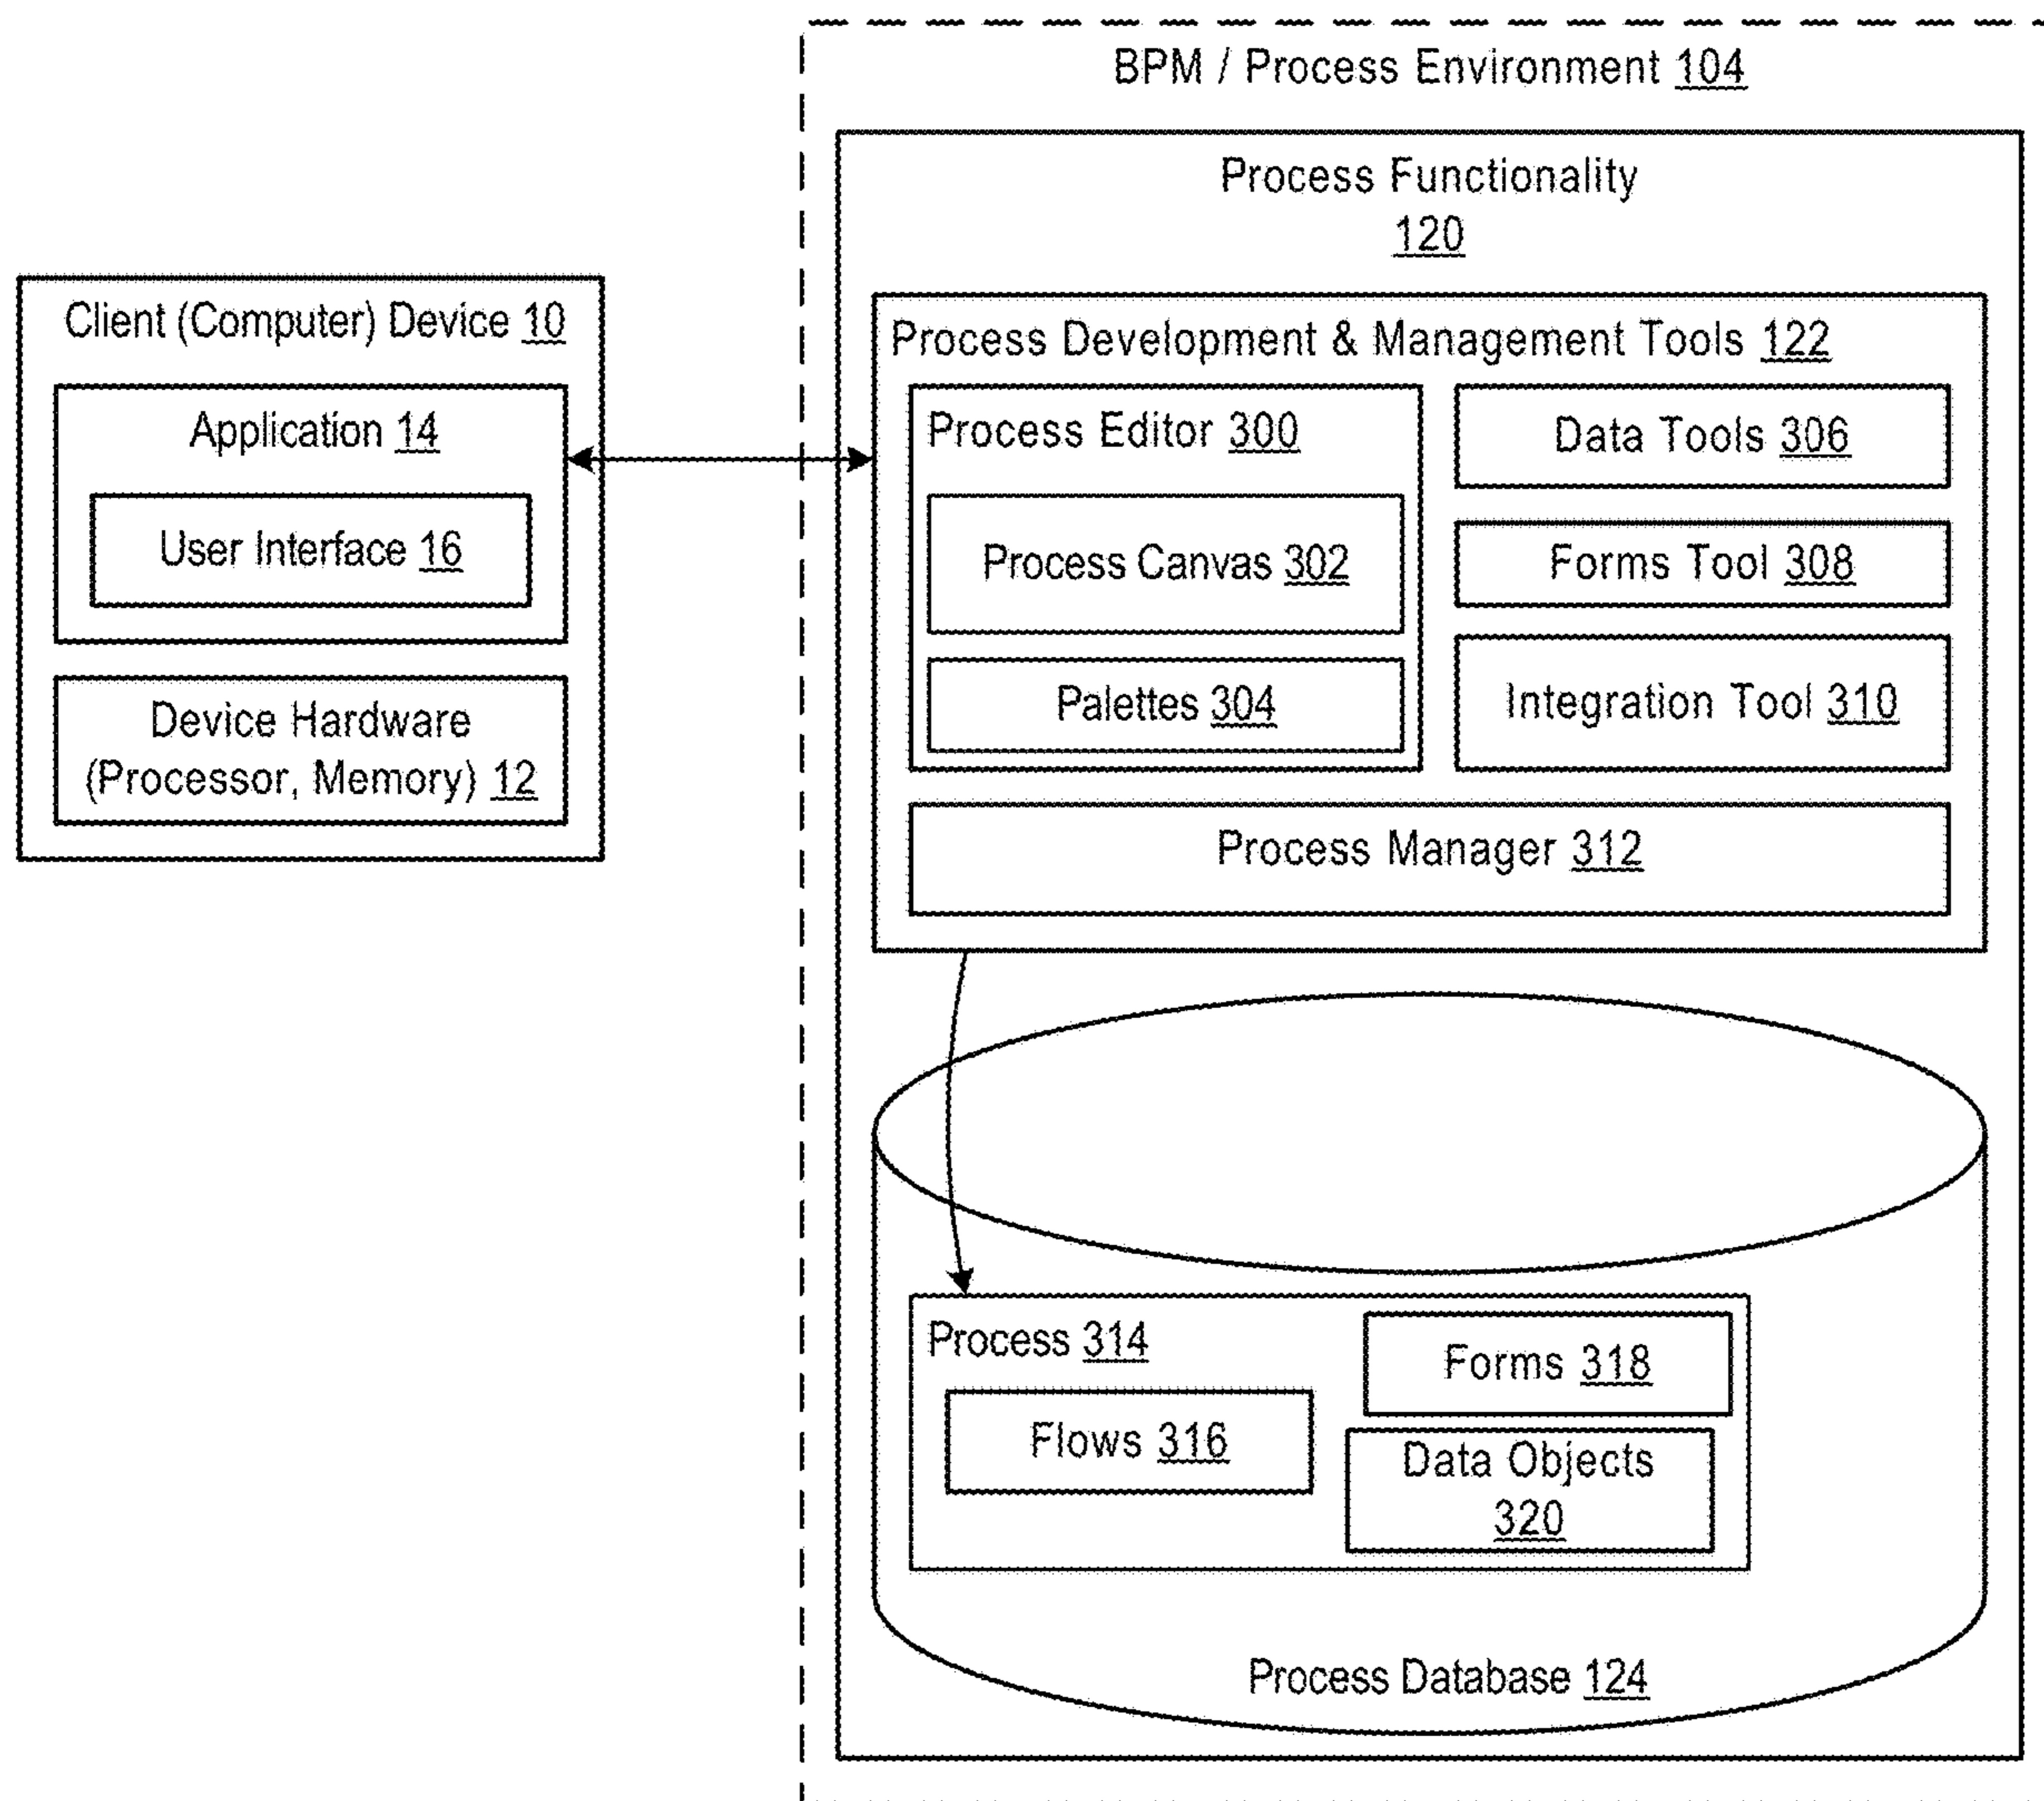 BPM / Process Environment 104
Process Functionality
120
Client (Computer) Device 10
Application 14
User Interface 16
Device Hardware
(Processor, Memory) 12
Process Development & Management Tools 122
Process Editor 300
Process Canvas 302
Palettes 304
Data Tools 306
Forms Tool 308
Integration Tool 310
Process Manager 312
Process 314
Flows 316
Forms 318
Data Objects
320
Process Database 124